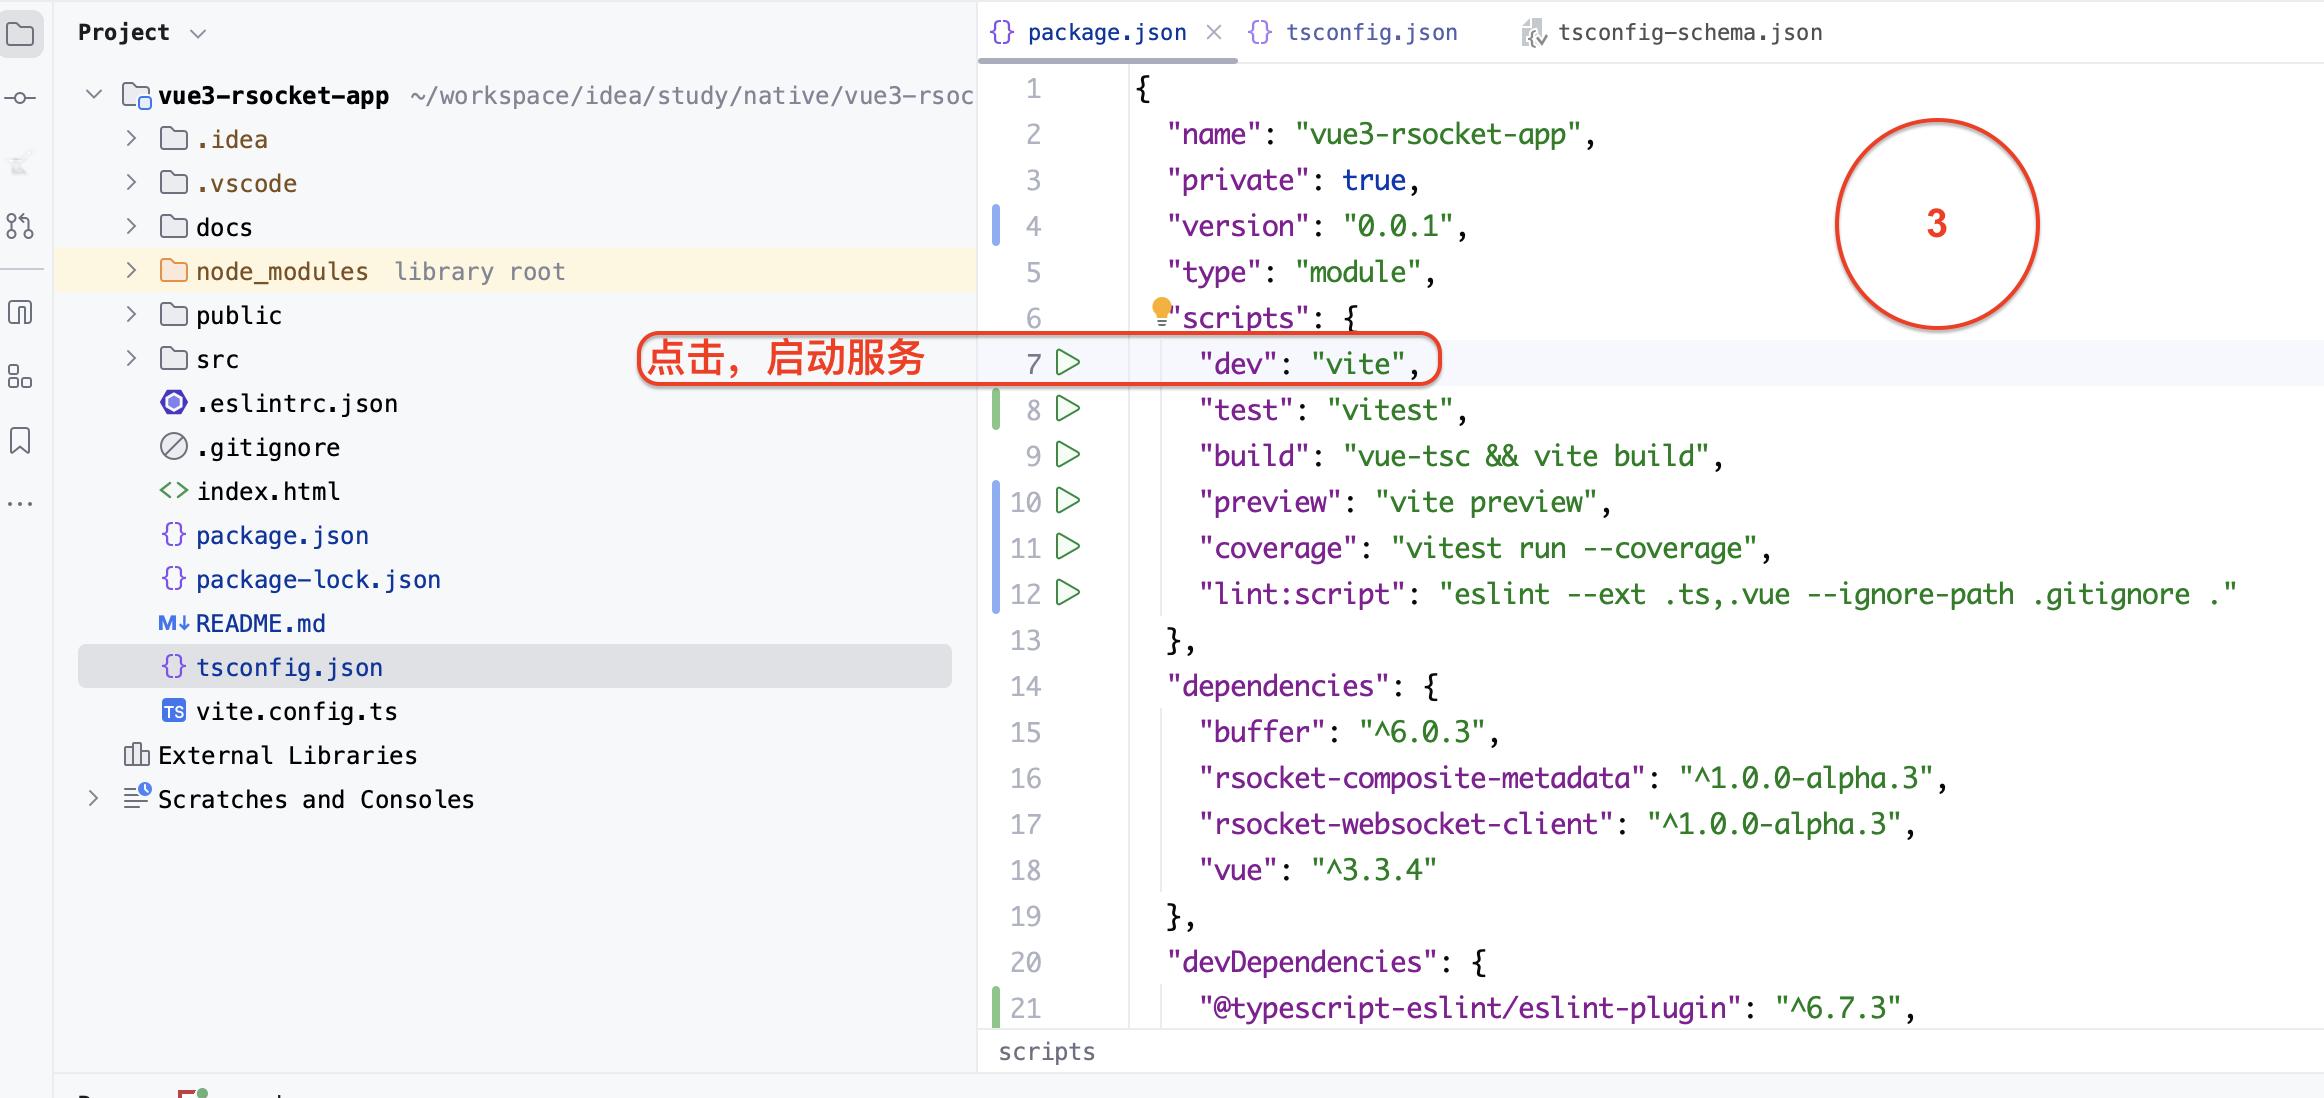 Project
vue3-rsocket-app ~/workspace/idea/study/native/vue3-rsoc
.idea
.vscode
docs
node_modules library root
public
src
.eslintrc.json
.gitignore
index.html
package.json
package-lock.json
README.md
tsconfig.json
vite.config.ts
External Libraries
Scratches and Consoles
点击，启动服务
package.json
tsconfig.json
tsconfig-schema.json
1 {
2 "name": "vue3-rsocket-app",
3 "private": true,
4 "version": "0.0.1",
5 "type": "module",
6 "scripts": {
7 "dev": "vite",
8 "test": "vitest",
9 "build": "vue-tsc && vite build",
10 "preview": "vite preview",
11 "coverage": "vitest run --coverage",
12 "lint:script": "eslint --ext .ts,.vue --ignore-path .gitignore ."
13 },
14 "dependencies": {
15 "buffer": "^6.0.3",
16 "rsocket-composite-metadata": "^1.0.0-alpha.3",
17 "rsocket-websocket-client": "^1.0.0-alpha.3",
18 "vue": "^3.3.4"
19 },
20 "devDependencies": {
21 "@typescript-eslint/eslint-plugin": "^6.7.3",
3
scripts